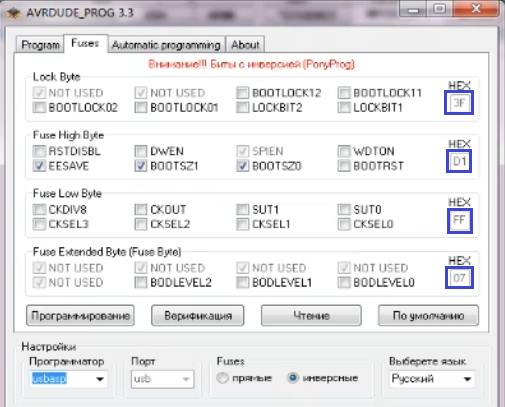 AVRDUDE_PROG 3.3
Program Fuses Automatic programming About
Внимание!!! Биты с инверсией (PonyProg).
Lock Byte HEX
NOT USED NOT USED BOOTLOCK12 BOOTLOCK11 3F
BOOTLOCK02 BOOTLOCK01 LOCKBIT2 LOCKBIT1
Fuse High Byte HEX
RSTDISBL DWEN SPIEN WDTON D1
EESAVE BOOTSZ1 BOOTSZ0 BOOTRST
Fuse Low Byte HEX
CKDIV8 CKOUT SUT1 SUT0 FF
CKSEL3 CKSEL2 CKSEL1 CKSEL0
Fuse Extended Byte (Fuse Byte) HEX
NOT USED NOT USED NOT USED NOT USED 07
NOT USED BODLEVEL2 BODLEVEL1 BODLEVEL0
Программирование Верификация Чтение По умолчанию
Настройки
Программатор Порт Fuses Выберете язык
usbasp usb прямые инверсные Русский